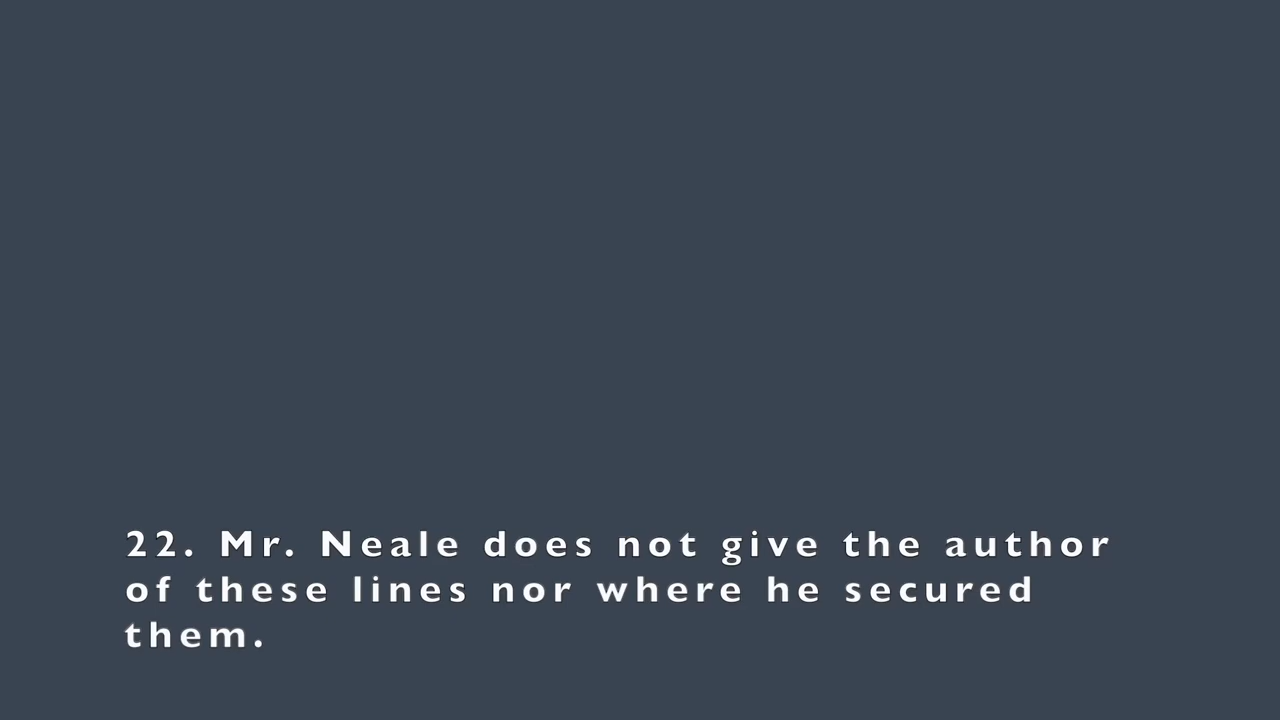 22. Mr. Neale does not give the author
of these lines nor where he secured
them.